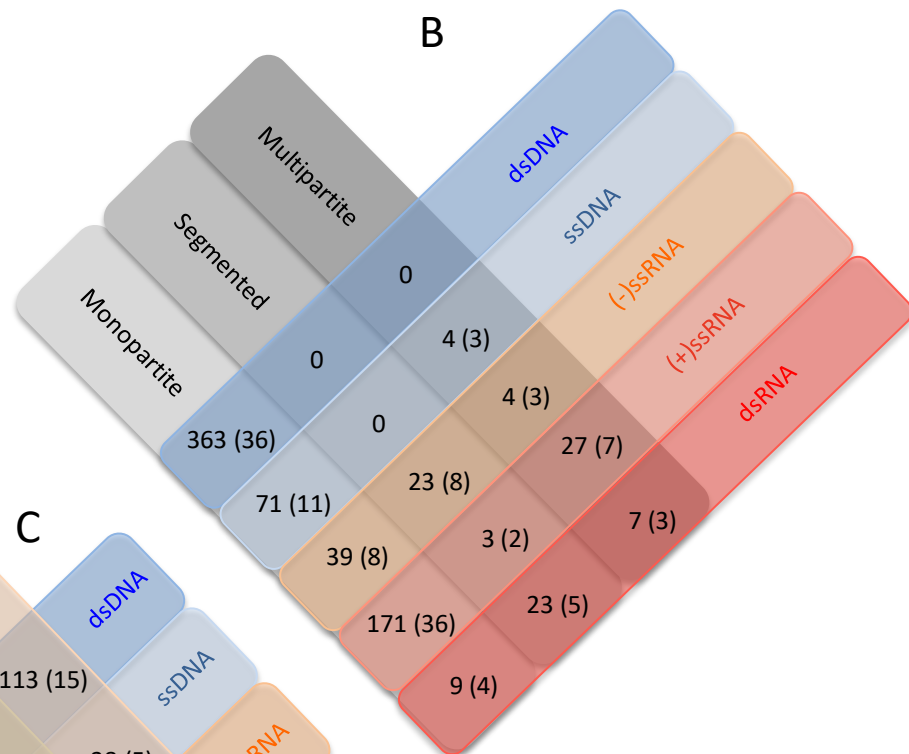 B
Multipartite
Segmented
Monopartite
dsDNA
ssDNA
(-)ssRNA
(+)ssRNA
dsRNA
0
4 (3)
0
4 (3)
363 (36)
0
27 (7)
71 (11)
23 (8)
7 (3)
39 (8)
3 (2)
171 (36)
23 (5)
9 (4)
C
dsDNA
ssDNA
113 (15)